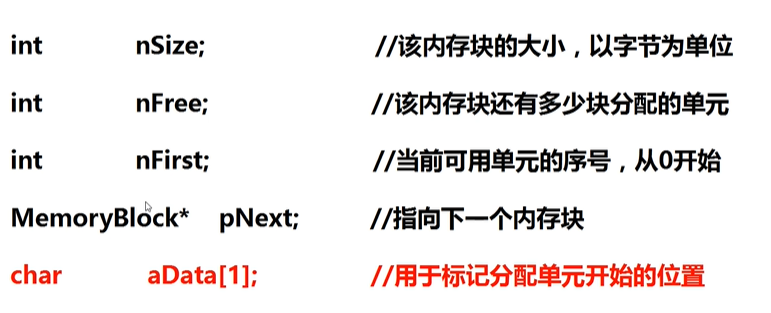 int nSize; //该内存块的大小，以字节为单位
int nFree; //该内存块还有多少块分配的单元
int nFirst; //当前可用单元的序号，从0开始
MemoryBlock* pNext; //指向下一个内存块
char aData[1]; //用于标记分配单元开始的位置